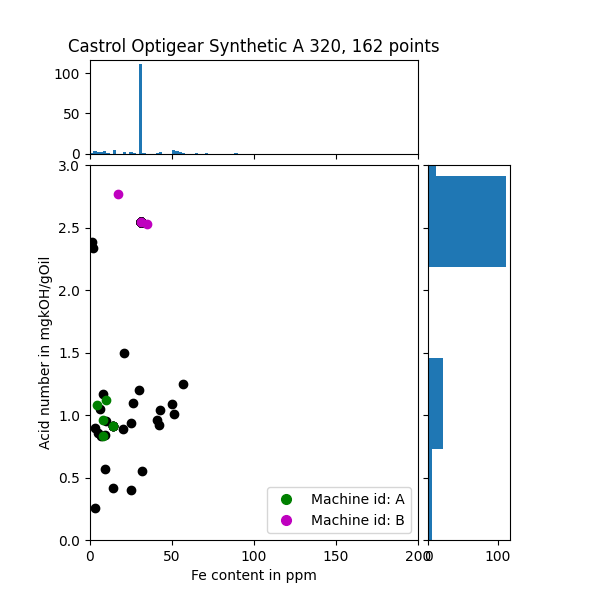 Castrol Optigear Synthetic A 320, 162 points
100
50
0
3.0
2.5
2.0
1.5
1.0
0.5
0.0
Acid number in mgkOH/gOil
Machine id: A
Machine id: B
0 50 100 150 200
0 100
Fe content in ppm